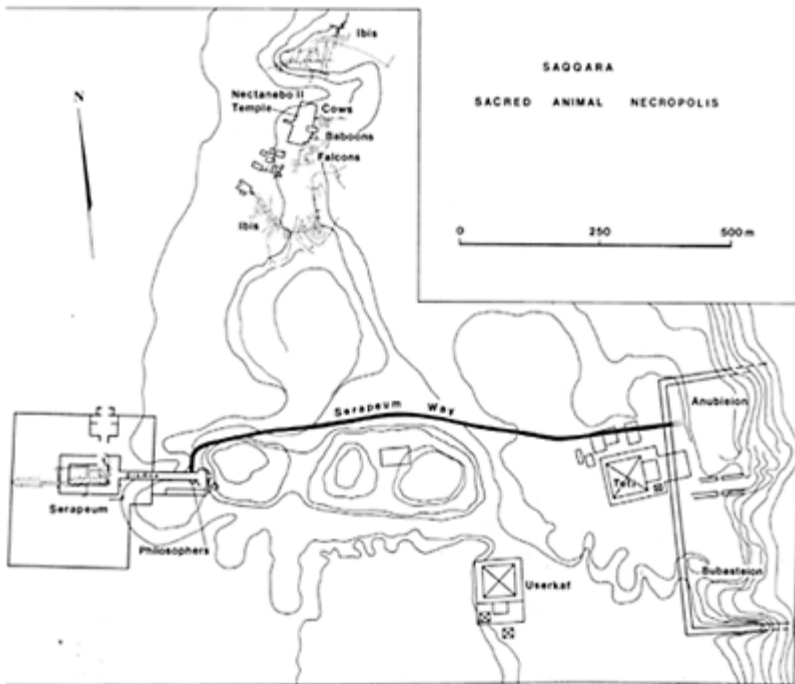 Ibis
SAQQARA
SACRED ANIMAL NECROPOLIS
N
Nectanebo II
Temple
Cows
Baboons
Falcons
Ibis
0 250 500m
Serapeum Way
Anubieion
Teti
Serapeum
Philosophers
Bubasteion
Userkaf